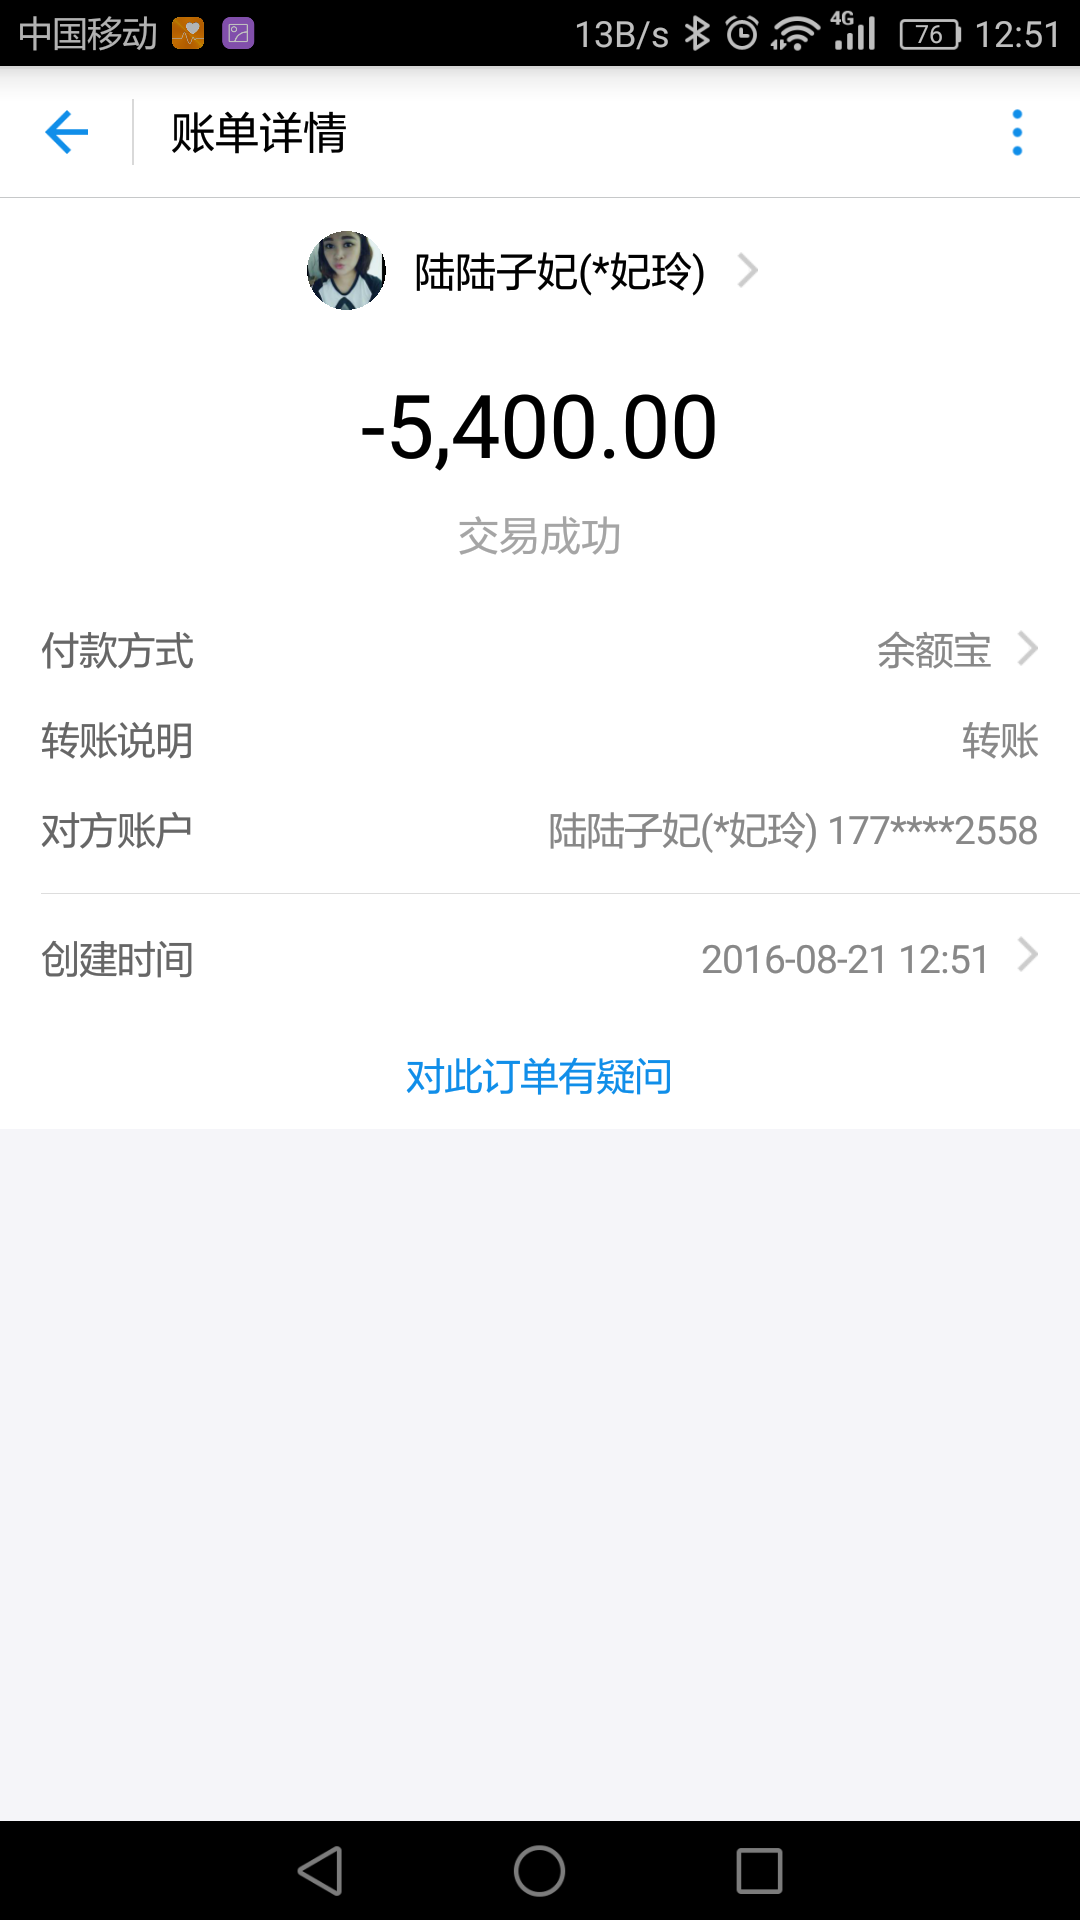 中国移动 13B/s 4G 76 12:51
账单详情
陆陆子妃(*妃玲)
-5,400.00
交易成功
付款方式 余额宝
转账说明 转账
对方账户 陆陆子妃(*妃玲) 177****2558
创建时间 2016-08-21 12:51
对此订单有疑问